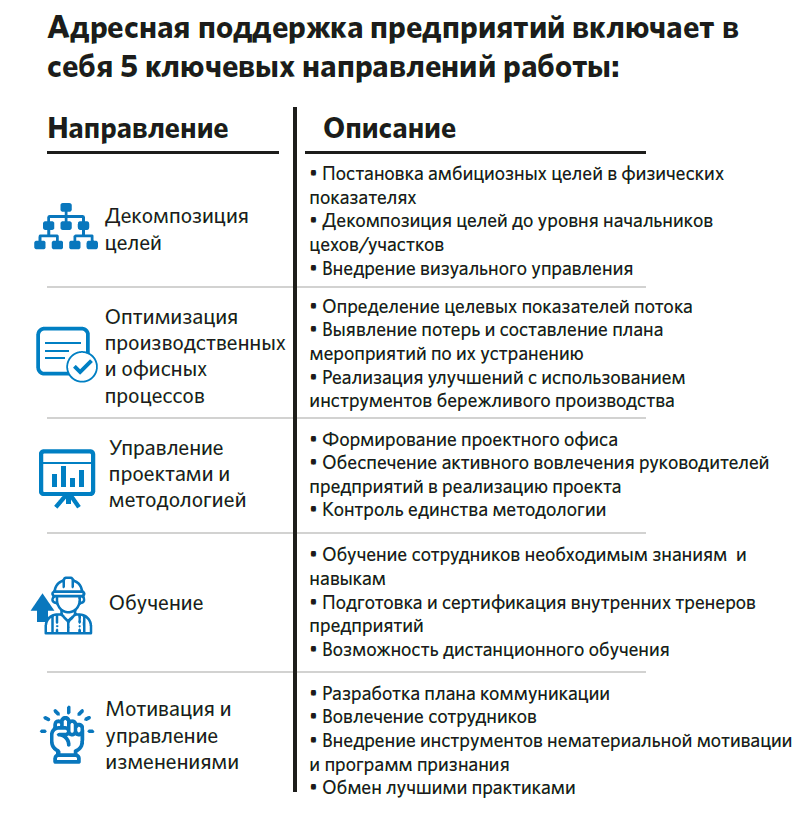 Адресная поддержка предприятий включает в
себя 5 ключевых направлений работы:
Направление
Описание
Декомпозиция
целей
• Постановка амбициозных целей в физических
показателях
• Декомпозиция целей до уровня начальников
цехов/участков
• Внедрение визуального управления
Оптимизация
производственных
и офисных
процессов
• Определение целевых показателей потока
• Выявление потерь и составление плана
мероприятий по их устранению
• Реализация улучшений с использованием
инструментов бережливого производства
Управление
проектами и
методологией
• Формирование проектного офиса
• Обеспечение активного вовлечения руководителей
предприятий в реализацию проекта
• Контроль единства методологии
Обучение
• Обучение сотрудников необходимым знаниям  и
навыкам
• Подготовка и сертификация внутренних тренеров
предприятий
• Возможность дистанционного обучения
Мотивация и
управление
изменениями
• Разработка плана коммуникации
• Вовлечение сотрудников
• Внедрение инструментов нематериальной мотивации
и программ признания
• Обмен лучшими практиками